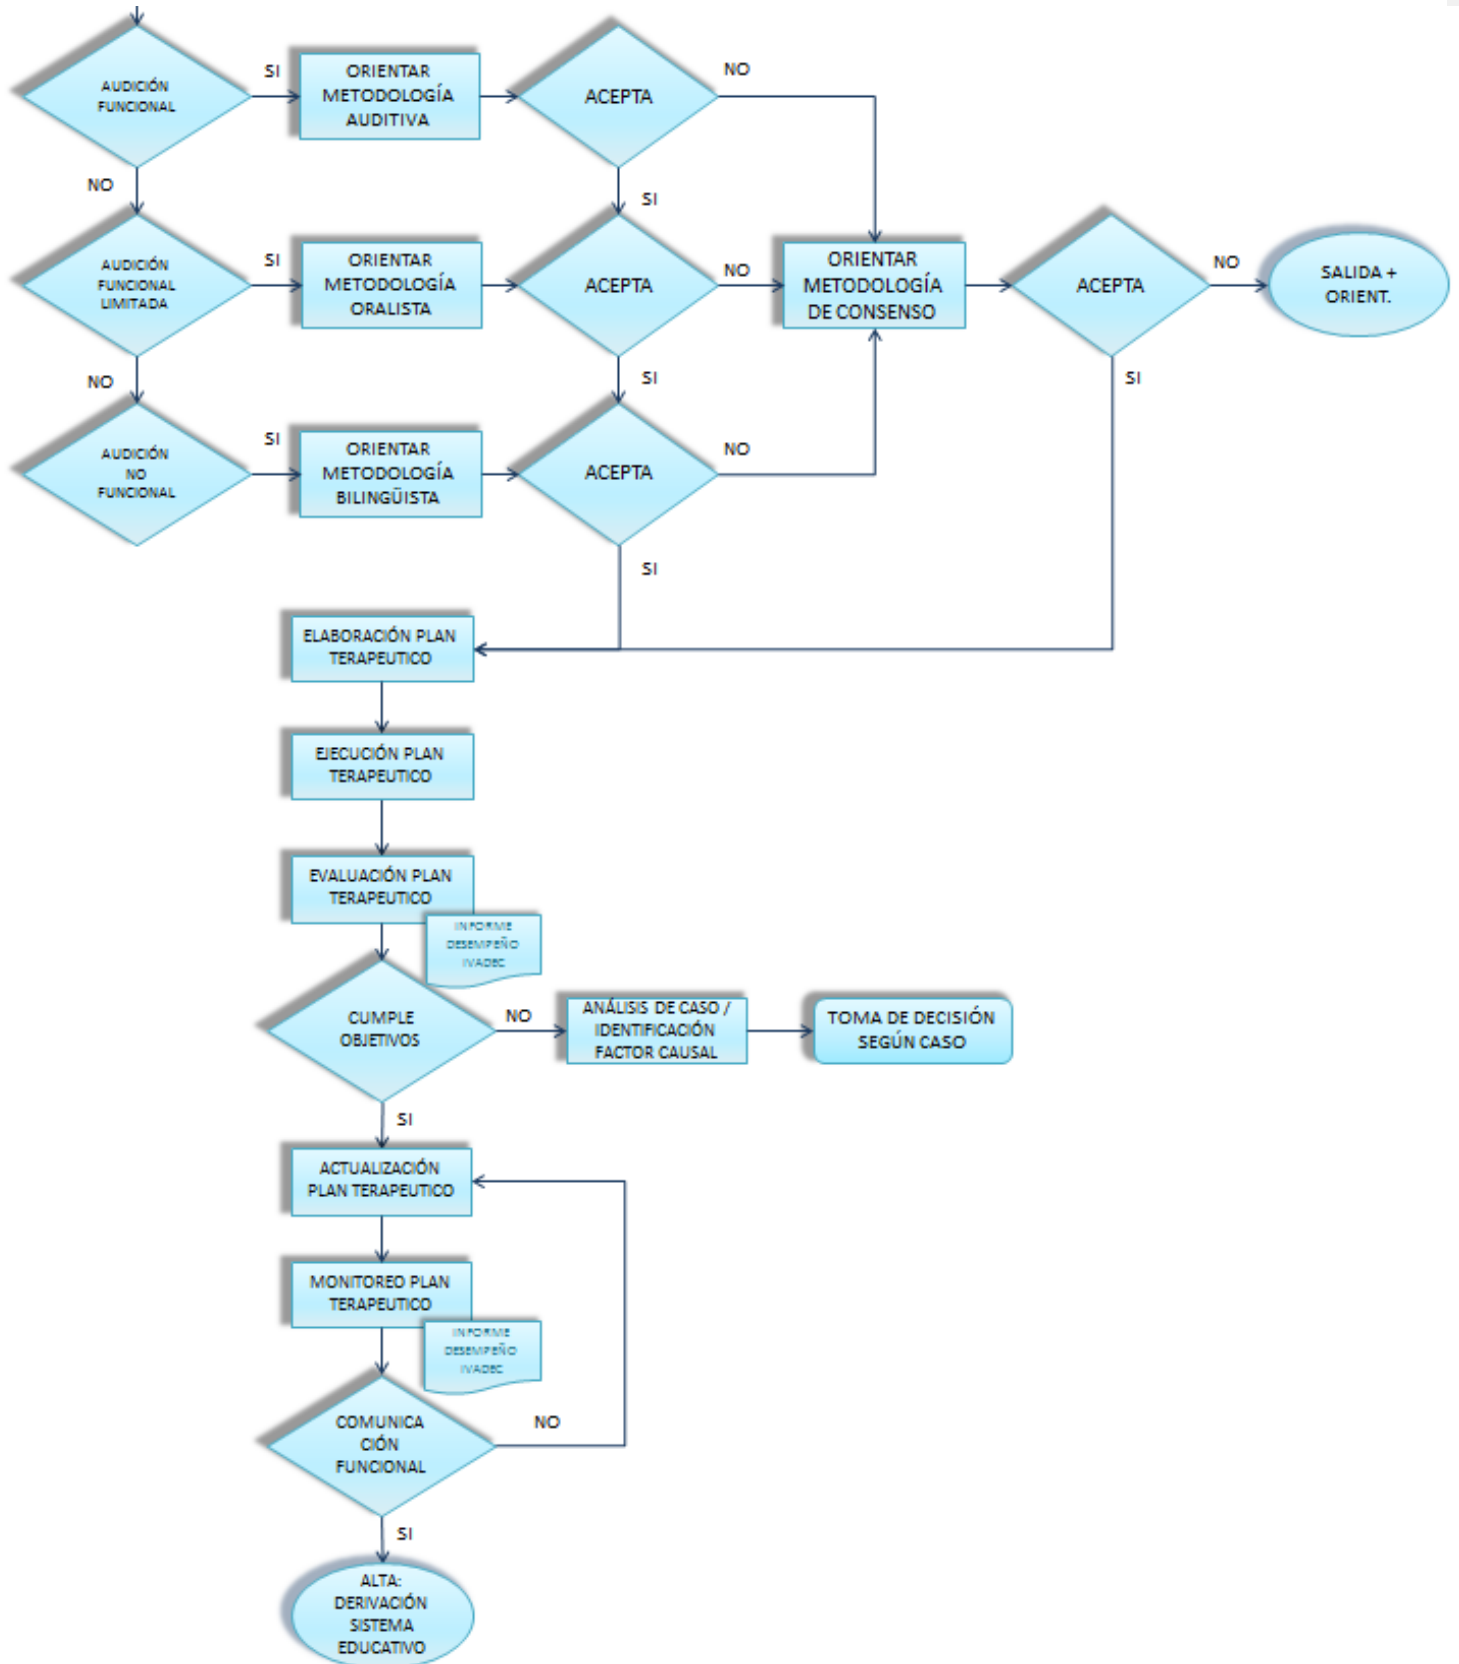 AUDICIÓN
FUNCIONAL
SI
ORIENTAR
METODOLOGÍA
AUDITIVA
ACEPTA
NO
NO
SI
AUDICIÓN
FUNCIONAL
LIMITADA
SI
ORIENTAR
METODOLOGÍA
ORALISTA
ACEPTA
NO
ORIENTAR
METODOLOGÍA
DE CONSENSO
ACEPTA
NO
SALIDA +
ORIENT.
NO
SI
SI
AUDICIÓN
NO
FUNCIONAL
SI
ORIENTAR
METODOLOGÍA
BILINGÜISTA
ACEPTA
NO
SI
ELABORACIÓN PLAN
TERAPEUTICO
EJECUCIÓN PLAN
TERAPEUTICO
EVALUACIÓN PLAN
TERAPEUTICO
INFORME
DESEMPEÑO
IVADEC
CUMPLE
OBJETIVOS
NO
ANÁLISIS DE CASO /
IDENTIFICACIÓN
FACTOR CAUSAL
TOMA DE DECISIÓN
SEGÚN CASO
SI
ACTUALIZACIÓN
PLAN TERAPEUTICO
MONITOREO PLAN
TERAPEUTICO
INFORME
DESEMPEÑO
IVADEC
COMUNICA
CIÓN
FUNCIONAL
NO
SI
ALTA:
DERIVACIÓN
SISTEMA
EDUCATIVO